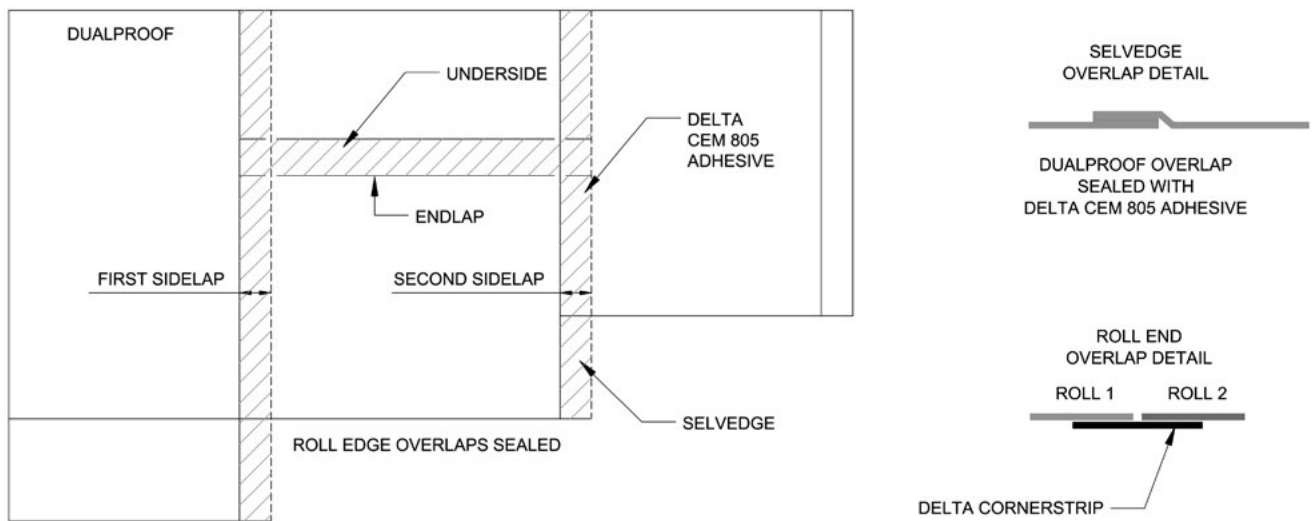 DUALPROOF
UNDERSIDE
DELTA
CEM 805
ADHESIVE
ENDLAP
FIRST SIDELAP
SECOND SIDELAP
SELVEDGE
ROLL EDGE OVERLAPS SEALED
SELVEDGE
OVERLAP DETAIL
DUALPROOF OVERLAP
SEALED WITH
DELTA CEM 805 ADHESIVE
ROLL END
OVERLAP DETAIL
ROLL 1
ROLL 2
DELTA CORNERSTRIP